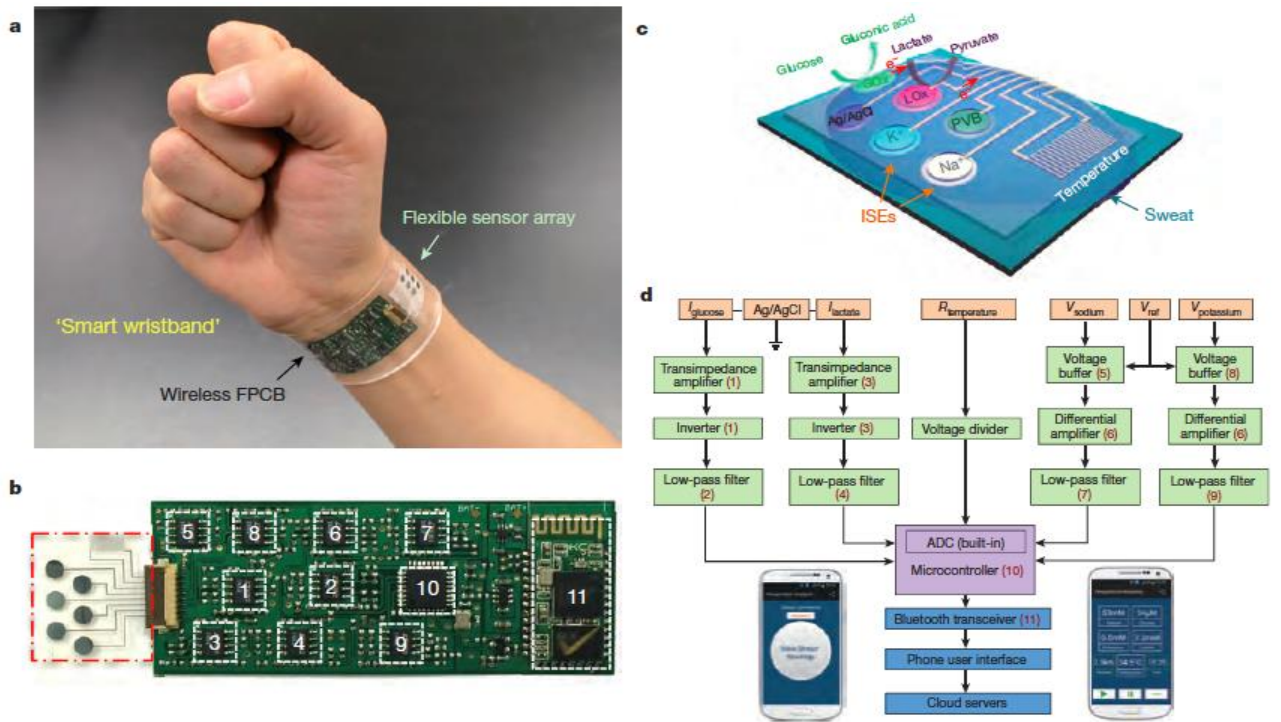 a
Flexible sensor array
'Smart wristband'
Wireless FPCB
b
5
8
6
7
1
2
10
11
3
4
9
BAT-
BAT+
c
Gluconic acid
Glucose
Lactate
Pyruvate
e–
GOx
LOx
e–
Ag/AgCl
K+
PVB
Na+
Temperature
ISEs
Sweat
d
Iglucose
Ag/AgCl
Ilactate
Rtemperature
Vsodium
Vref
Vpotassium
Transimpedance
amplifier (1)
Transimpedance
amplifier (3)
Voltage
buffer (5)
Voltage
buffer (8)
Inverter (1)
Inverter (3)
Voltage divider
Differential
amplifier (6)
Differential
amplifier (6)
Low-pass filter
(2)
Low-pass filter
(4)
Low-pass filter
(7)
Low-pass filter
(9)
ADC (built-in)
Microcontroller (10)
Bluetooth transceiver (11)
Phone user interface
Cloud servers